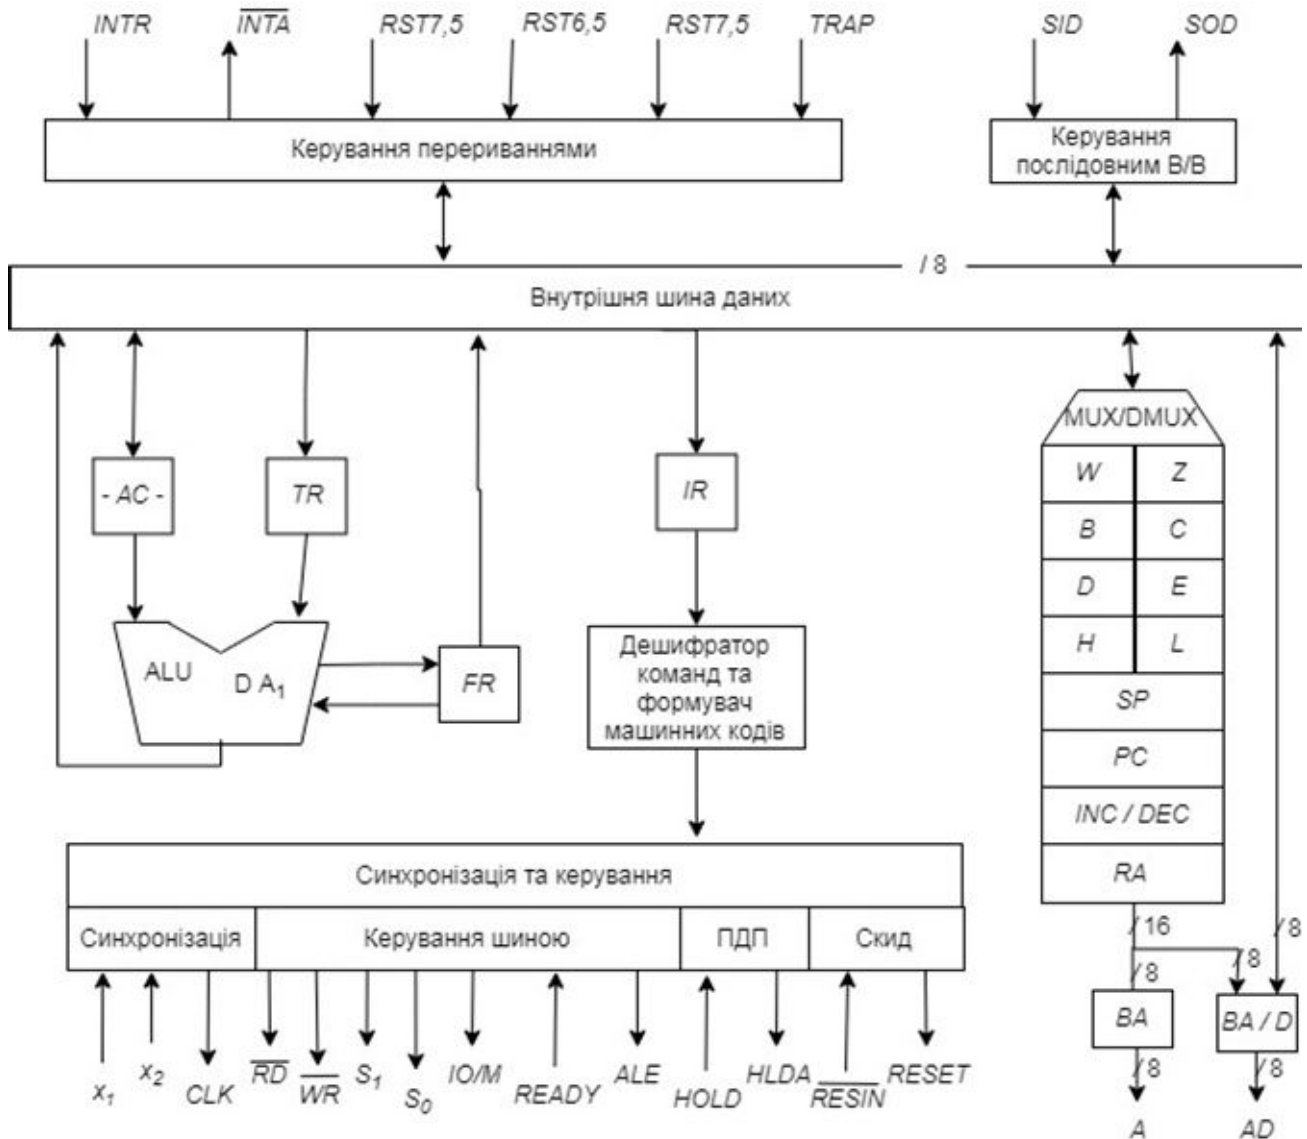 INTR INTA RST7,5 RST6,5 RST7,5 TRAP SID SOD
Керування перериваннями
Керування
послідовним В/В
/ 8
Внутрішня шина даних
MUX/DMUX
- AC - TR IR
W Z
B C
D E
H L
SP
PC
INC / DEC
RA
ALU D A₁
FR
Дешифратор
команд та
формувач
машинних кодів
Синхронізація та керування
Синхронізація Керування шиною ПДП Скид
/ 16
/ 8
/ 8
/ 8
BA BA / D
/ 8 / 8
x₁ x₂ CLK RD WR S₁ S₀ IO/M READY ALE HOLD HLDA RESIN RESET
A AD